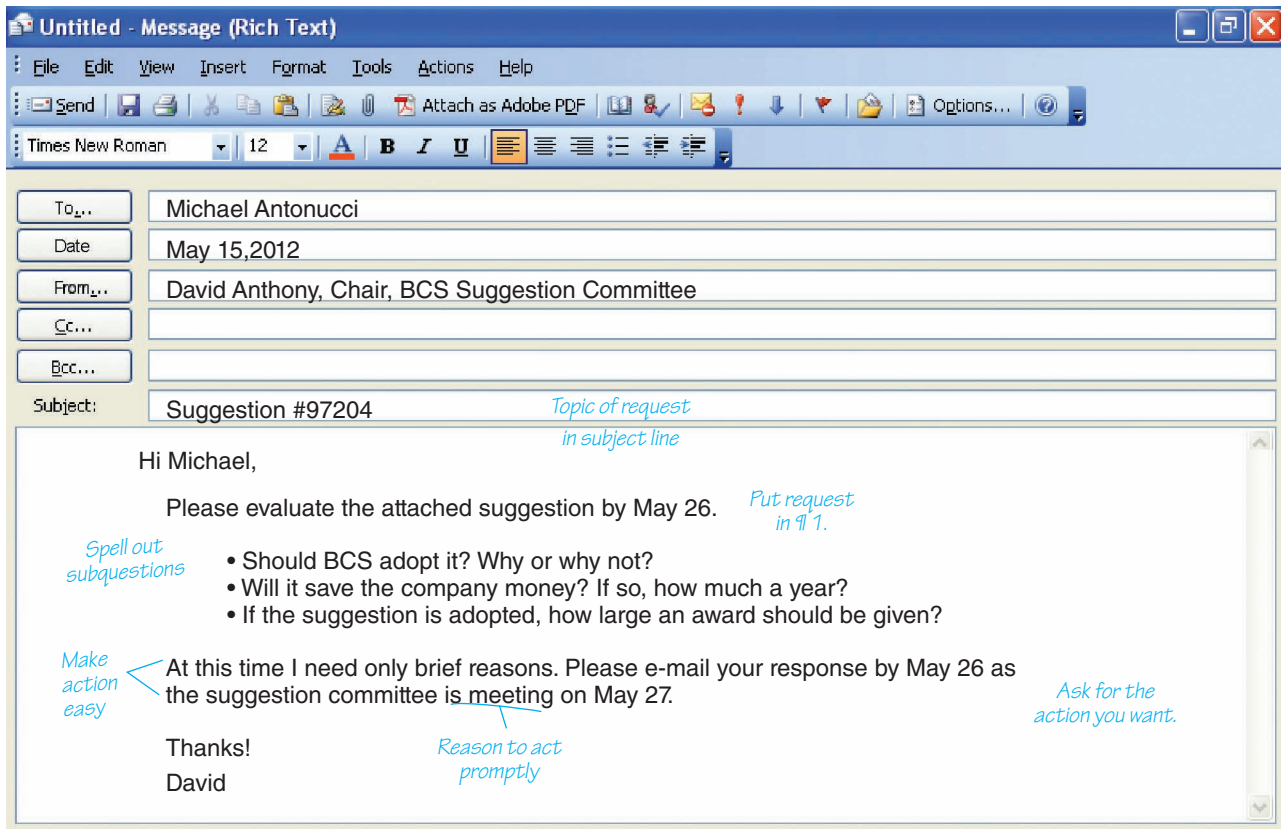 Untitled - Message (Rich Text)
File Edit View Insert Format Tools Actions Help
Send Attach as Adobe PDF Options...
Times New Roman 12 A B I U
To... Michael Antonucci
Date May 15,2012
From... David Anthony, Chair, BCS Suggestion Committee
Cc...
Bcc...
Subject: Suggestion #97204 Topic of request
in subject line
Hi Michael,
Please evaluate the attached suggestion by May 26.
Put request
in ¶ 1.
Spell out
subquestions
• Should BCS adopt it? Why or why not?
• Will it save the company money? If so, how much a year?
• If the suggestion is adopted, how large an award should be given?
Make
action
easy
At this time I need only brief reasons. Please e-mail your response by May 26 as
the suggestion committee is meeting on May 27.
Ask for the
action you want.
Reason to act
promptly
Thanks!
David